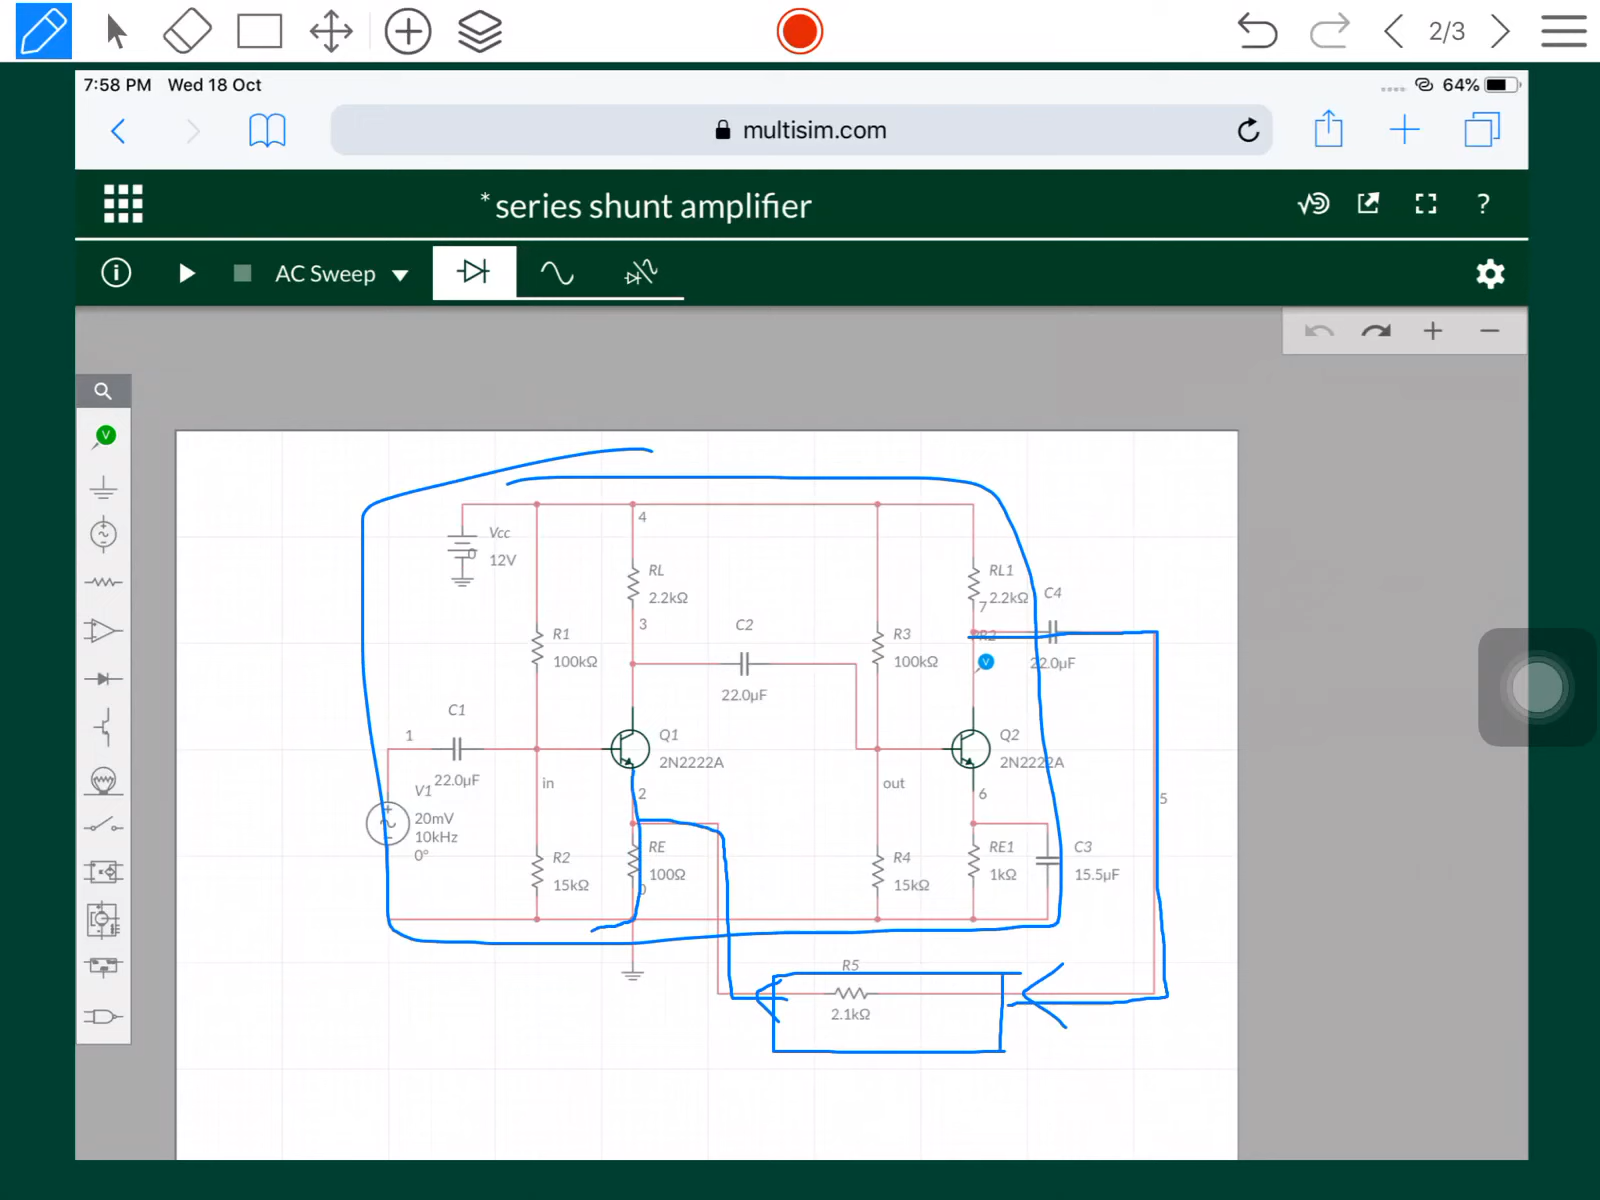 2/3
7:58 PM Wed 18 Oct
64%
multisim.com
*series shunt amplifier
?
AC Sweep
V
4
Vcc
0
12V
RL
2.2kΩ
RL1
2.2kΩ
7
C4
22.0μF
3
C2
22.0μF
R1
100kΩ
R3
100kΩ
V
C1
1
22.0μF
Q1
2N2222A
Q2
2N2222A
in
out
V1
20mV
10kHz
0°
2
6
5
R2
15kΩ
RE
100Ω
0
R4
15kΩ
RE1
1kΩ
C3
15.5μF
R5
2.1kΩ